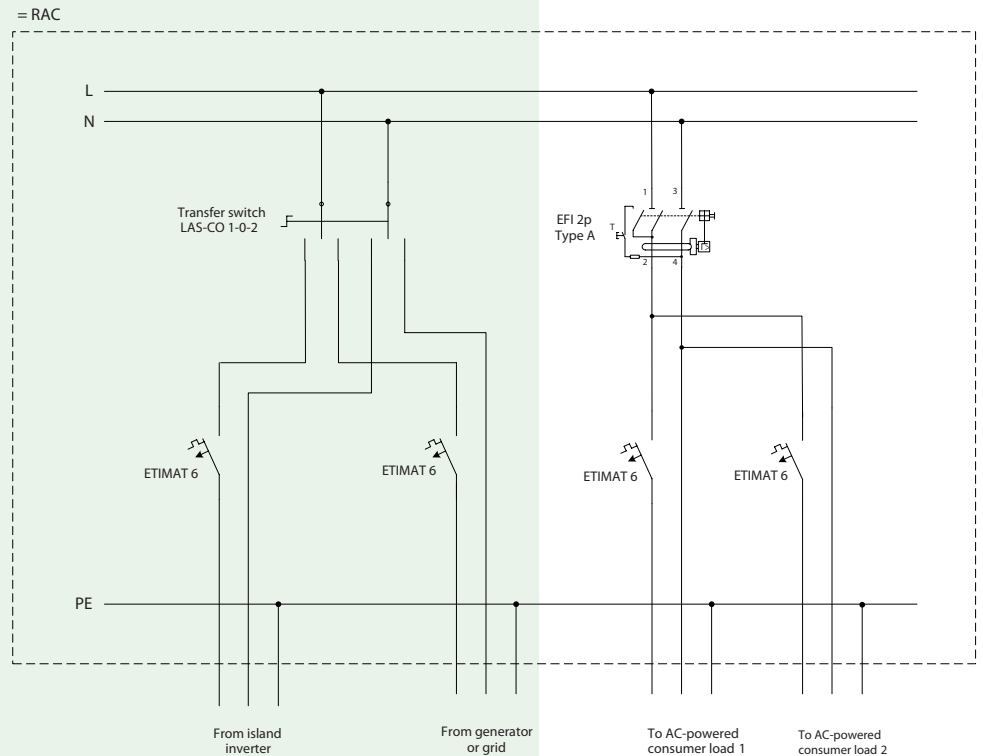 = RAC
L
N
Transfer switch
LAS-CO 1-0-2
EFI 2p
Type A
T
1
3
2
4
ETIMAT 6
ETIMAT 6
ETIMAT 6
ETIMAT 6
PE
From island
inverter
From generator
or grid
To AC-powered
consumer load 1
To AC-powered
consumer load 2